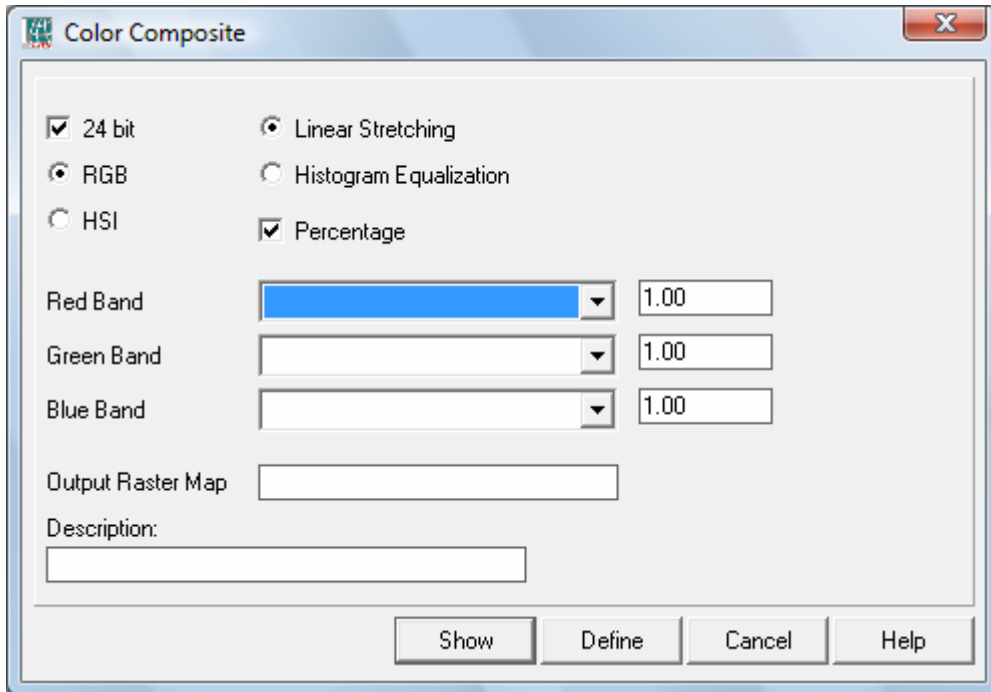 Color Composite
24 bit
Linear Stretching
RGB
Histogram Equalization
HSI
Percentage
Red Band
1.00
Green Band
1.00
Blue Band
1.00
Output Raster Map
Description:
Show
Define
Cancel
Help